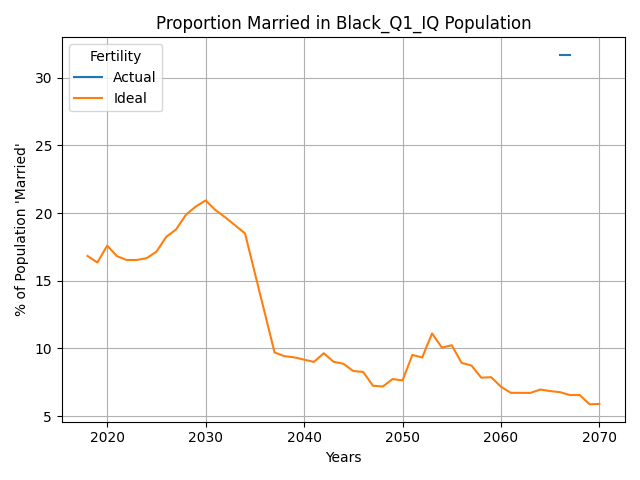 Proportion Married in Black_Q1_IQ Population
Fertility
Actual
Ideal
% of Population 'Married'
30
25
20
15
10
5
2020
2030
2040
2050
2060
2070
Years